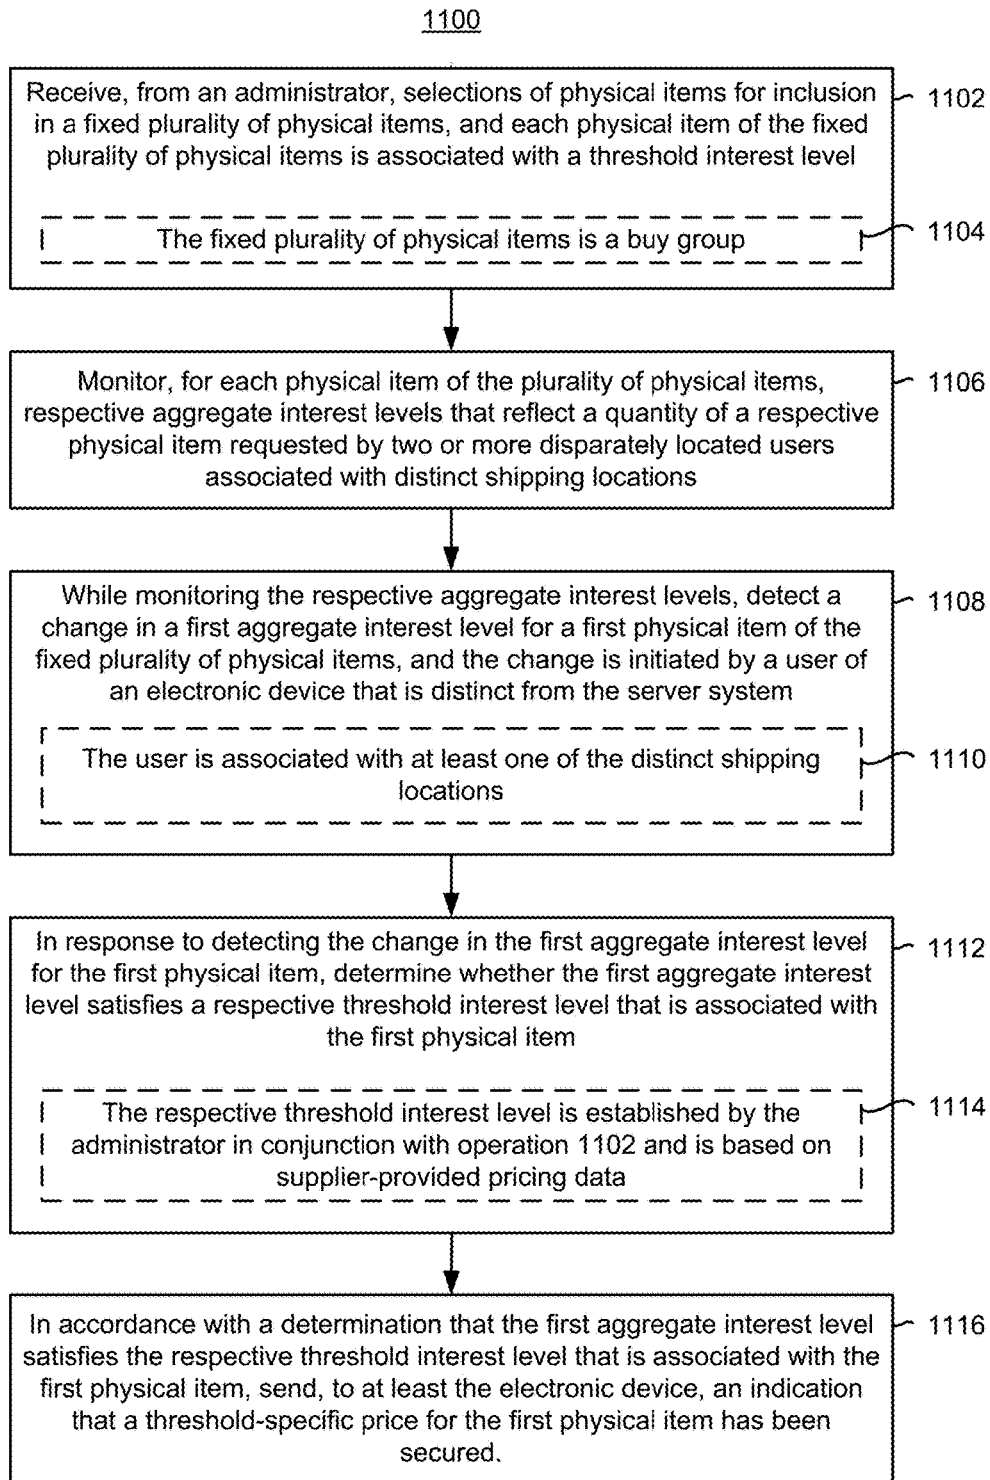 1100
Receive, from an administrator, selections of physical items for inclusion
in a fixed plurality of physical items, and each physical item of the fixed
plurality of physical items is associated with a threshold interest level
1102
The fixed plurality of physical items is a buy group
1104
Monitor, for each physical item of the plurality of physical items,
respective aggregate interest levels that reflect a quantity of a respective
physical item requested by two or more disparately located users
associated with distinct shipping locations
1106
While monitoring the respective aggregate interest levels, detect a
change in a first aggregate interest level for a first physical item of the
fixed plurality of physical items, and the change is initiated by a user of
an electronic device that is distinct from the server system
1108
The user is associated with at least one of the distinct shipping
locations
1110
In response to detecting the change in the first aggregate interest level
for the first physical item, determine whether the first aggregate interest
level satisfies a respective threshold interest level that is associated with
the first physical item
1112
The respective threshold interest level is established by the
administrator in conjunction with operation 1102 and is based on
supplier-provided pricing data
1114
In accordance with a determination that the first aggregate interest level
satisfies the respective threshold interest level that is associated with the
first physical item, send, to at least the electronic device, an indication
that a threshold-specific price for the first physical item has been
secured.
1116